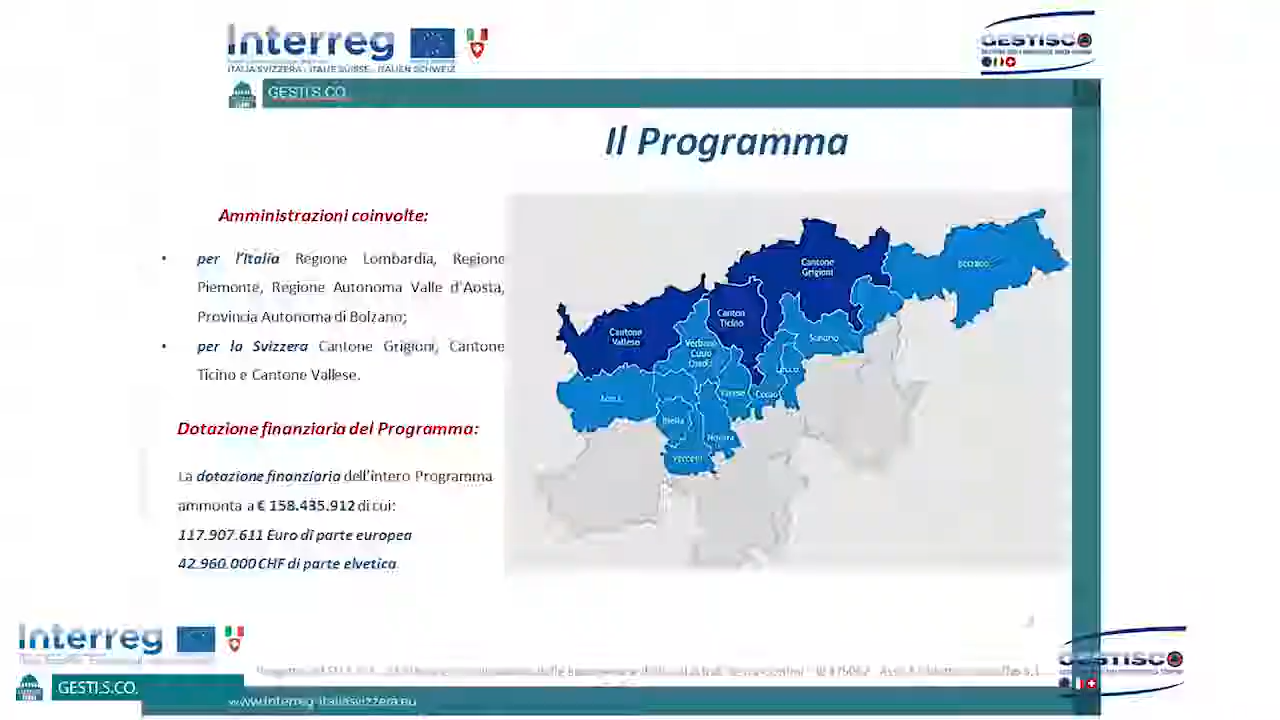 Interreg
ITALIA SVIZZERA - ITALIE SUISSE - ITALIEN SCHWEIZ
GESTISCO
GESTI.S.CO.
Il Programma
Amministrazioni coinvolte:
• per l'Italia Regione Lombardia, Regione
Piemonte, Regione Autonoma Valle d'Aosta,
Provincia Autonoma di Bolzano;
• per la Svizzera Cantone Grigioni, Cantone
Ticino e Cantone Vallese.
Dotazione finanziaria del Programma:
La dotazione finanziaria dell'intero Programma
ammonta a € 158.435.912 di cui:
117.907.611 Euro di parte europea
42.960.000 CHF di parte elvetica
Cantone
Grigioni
Bolzano
Canton
Ticino
Cantone
Vallese
Verbano
Cusio
Ossola
Sondrio
Lecco
Aosta
Varese
Como
Biella
Novara
Vercelli
Interreg
GESTISCO
GESTI.S.CO.
www.interreg-italiasvizzera.eu